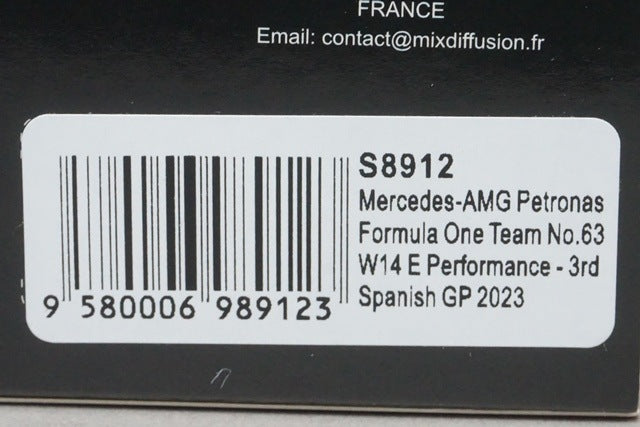 FRANCE
Email: contact@mixdiffusion.fr
S8912
Mercedes-AMG Petronas
Formula One Team No.63
W14 E Performance - 3rd
Spanish GP 2023
9 580006 989123